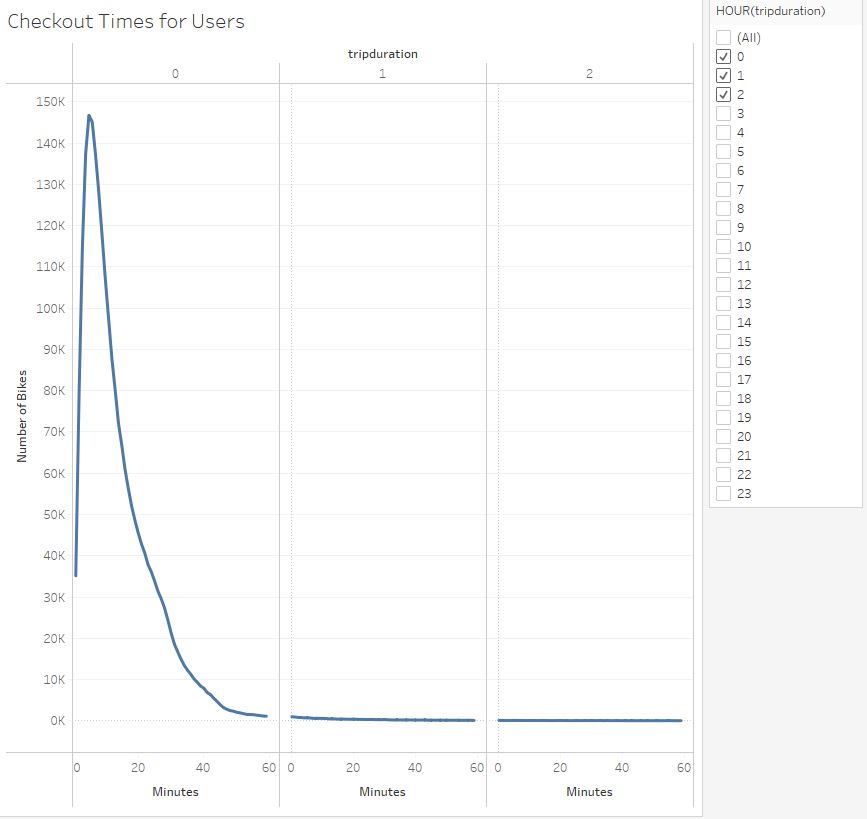 Checkout Times for Users
tripduration
0 1 2
150K
140K
130K
120K
110K
100K
90K
80K
70K
60K
50K
40K
30K
20K
10K
0K
Number of Bikes
0 20 40 60 0 20 40 60 0 20 40 60
Minutes Minutes Minutes
HOUR(tripduration)
(All)
0
1
2
3
4
5
6
7
8
9
10
11
12
13
14
15
16
17
18
19
20
21
22
23